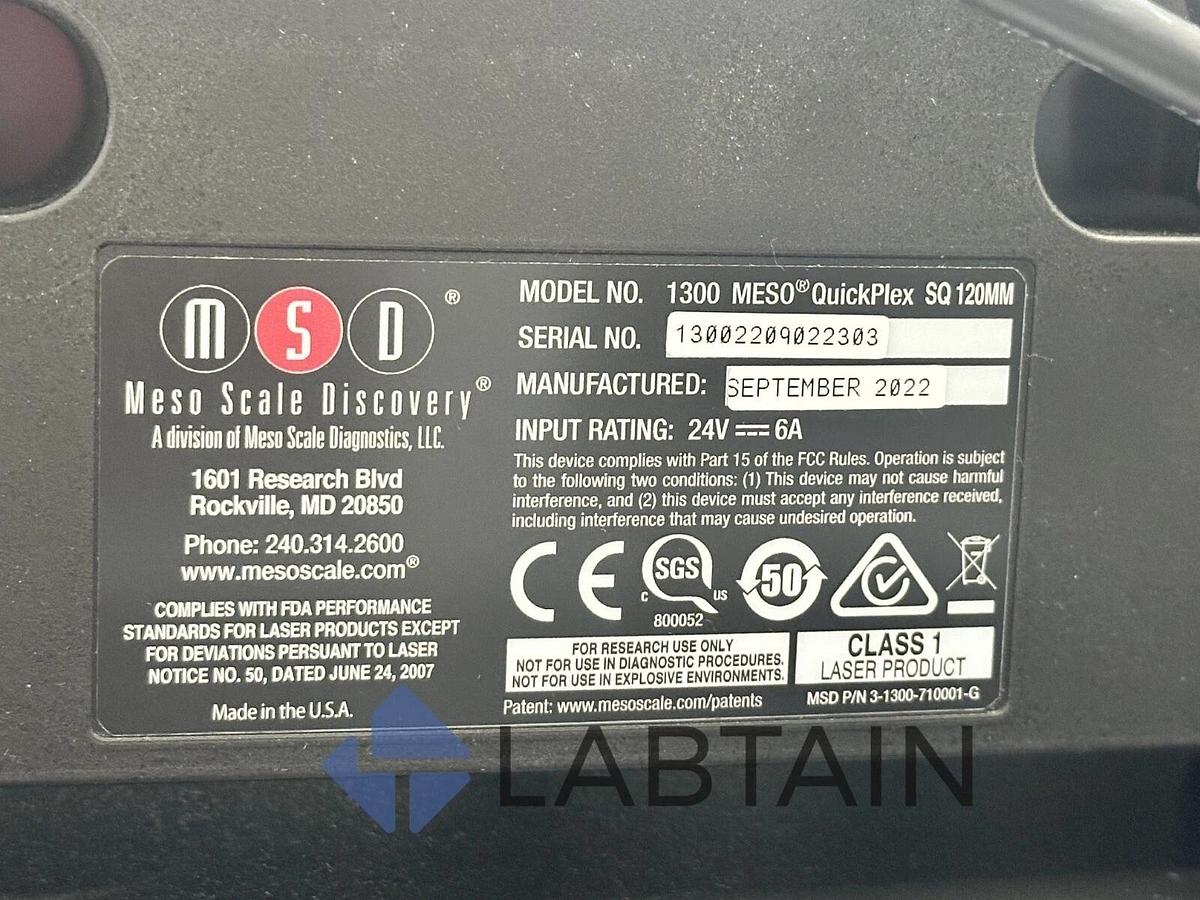 MSD®
Meso Scale Discovery®
A division of Meso Scale Diagnostics, LLC.
1601 Research Blvd
Rockville, MD 20850
Phone: 240.314.2600
www.mesoscale.com®
COMPLIES WITH FDA PERFORMANCE
STANDARDS FOR LASER PRODUCTS EXCEPT
FOR DEVIATIONS PERSUANT TO LASER
NOTICE NO. 50, DATED JUNE 24, 2007
Made in the U.S.A.
MODEL NO. 1300 MESO® QuickPlex SQ 120MM
SERIAL NO. 13002209022303
MANUFACTURED: SEPTEMBER 2022
INPUT RATING: 24V 6A
This device complies with Part 15 of the FCC Rules. Operation is subject
to the following two conditions: (1) This device may not cause harmful
interference, and (2) this device must accept any interference received,
including interference that may cause undesired operation.
CE
SGS
C US
800052
50
FOR RESEARCH USE ONLY
NOT FOR USE IN DIAGNOSTIC PROCEDURES.
NOT FOR USE IN EXPLOSIVE ENVIRONMENTS.
CLASS 1
LASER PRODUCT
Patent: www.mesoscale.com/patents
MSD P/N 3-1300-710001-G
LABTAIN